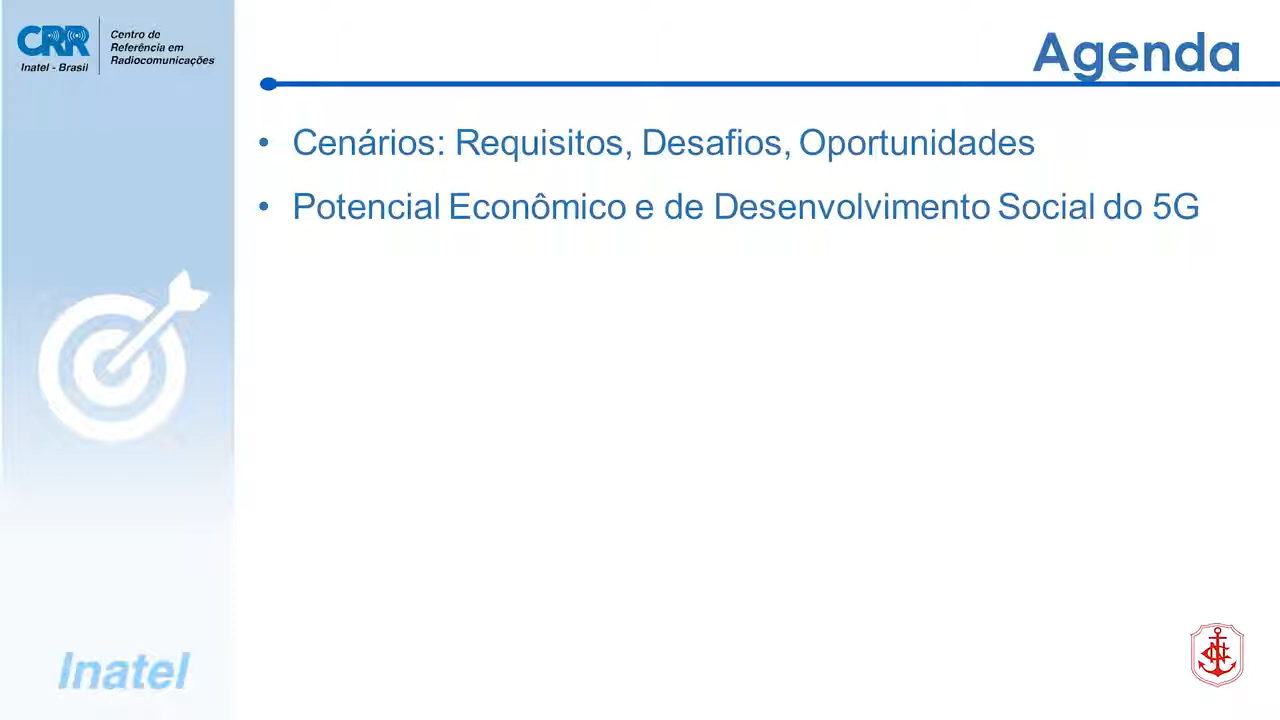 CRR
Inatel - Brasil
Centro de
Referência em
Radiocomunicações
Agenda
• Cenários: Requisitos, Desafios, Oportunidades
• Potencial Econômico e de Desenvolvimento Social do 5G
Inatel